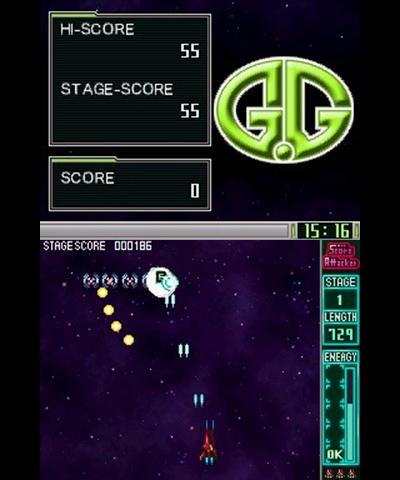 HI-SCORE
55
STAGE-SCORE
55
SCORE
0
G.G
15:16
STAGESCORE 000186
Score
Attacker
STAGE
1
LENGTH
729
ENERGY
OK